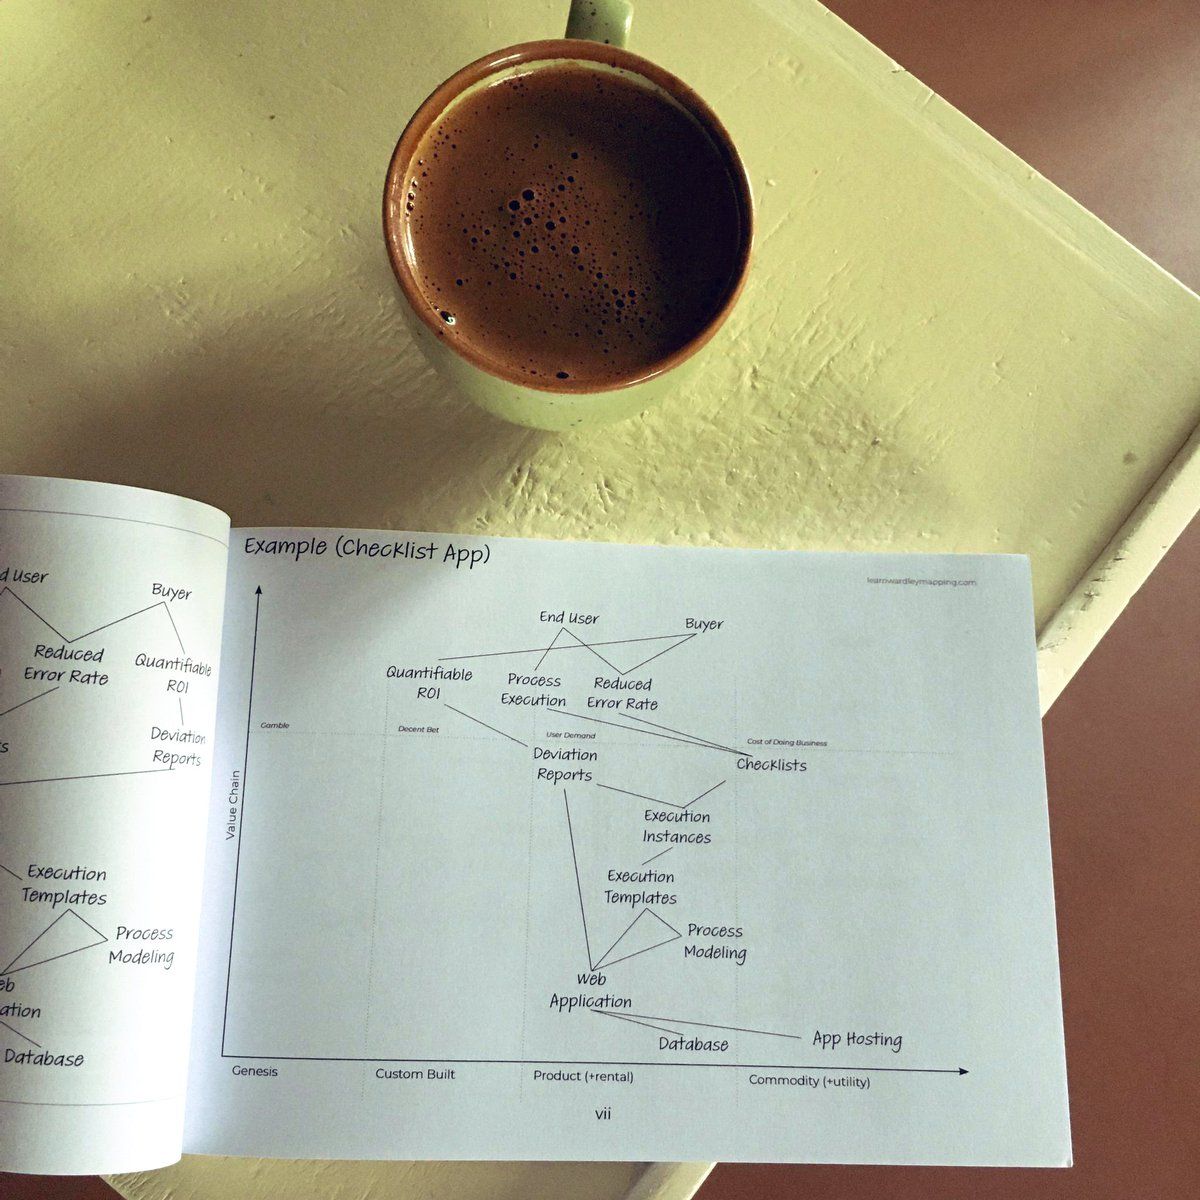 User
Buyer
Reduced
Error Rate
Quantifiable
ROI
Deviation
Reports
Execution
Templates
Process
Modeling
Database
Example (Checklist App)
learnwardleymapping.com
End User
Buyer
Quantifiable
ROI
Process
Execution
Reduced
Error Rate
Gamble
Decent Bet
User Demand
Cost of Doing Business
Deviation
Reports
Checklists
Value Chain
Execution
Instances
Execution
Templates
Process
Modeling
Web
Application
Database
App Hosting
Genesis
Custom Built
Product (+rental)
Commodity (+utility)
vii